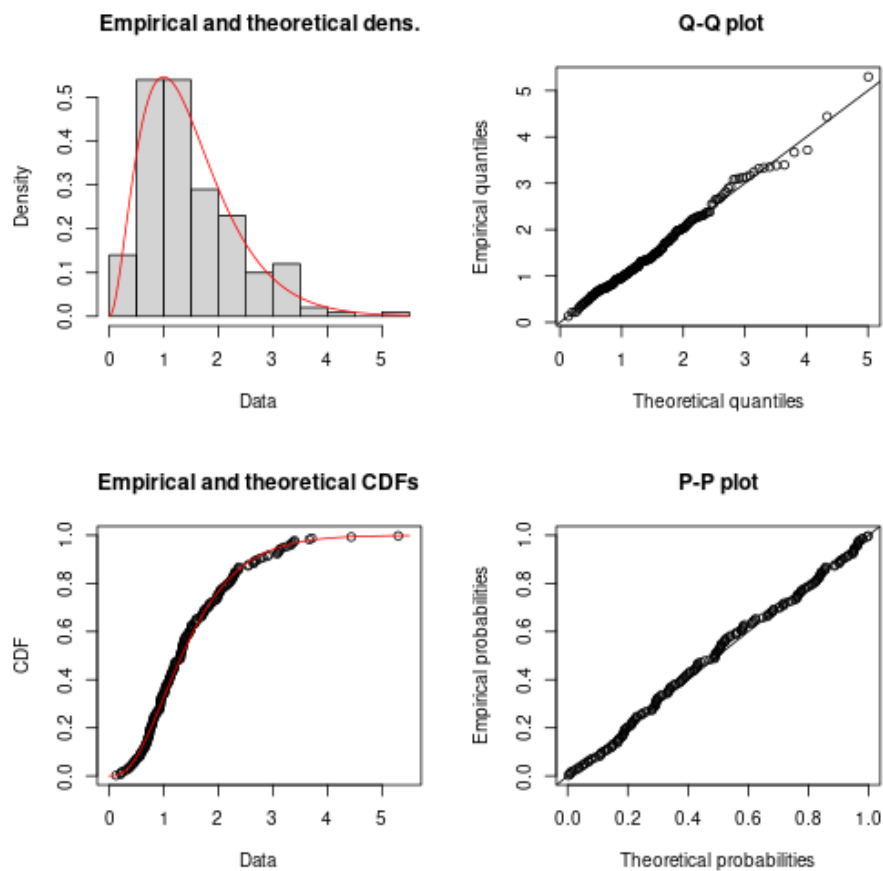 Empirical and theoretical dens.
Density
0.0 0.1 0.2 0.3 0.4 0.5
0 1 2 3 4 5
Data
Q-Q plot
Empirical quantiles
0 1 2 3 4 5
0 1 2 3 4 5
Theoretical quantiles
Empirical and theoretical CDFs
CDF
0.0 0.2 0.4 0.6 0.8 1.0
0 1 2 3 4 5
Data
P-P plot
Empirical probabilities
0.0 0.2 0.4 0.6 0.8 1.0
0.0 0.2 0.4 0.6 0.8 1.0
Theoretical probabilities